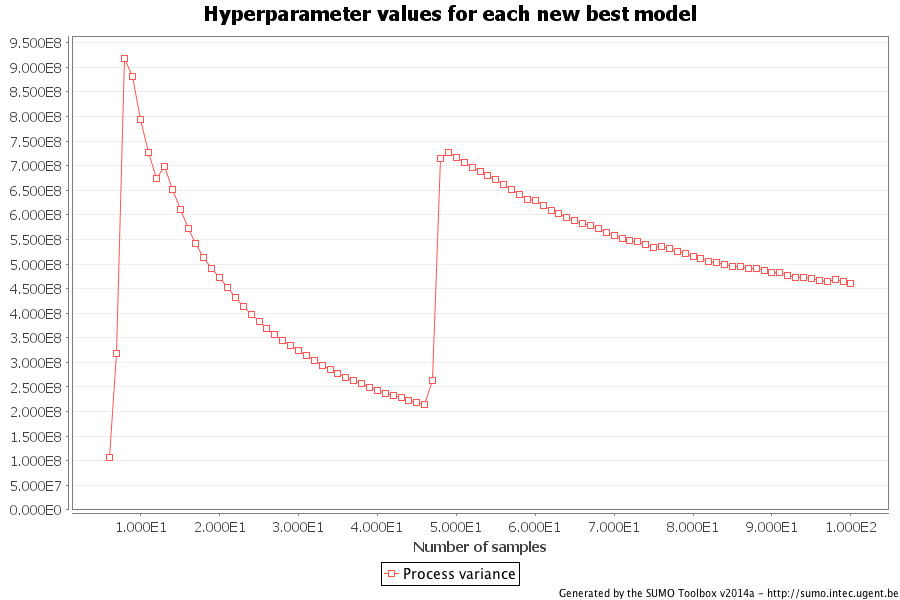 Hyperparameter values for each new best model
9.500E8
9.000E8
8.500E8
8.000E8
7.500E8
7.000E8
6.500E8
6.000E8
5.500E8
5.000E8
4.500E8
4.000E8
3.500E8
3.000E8
2.500E8
2.000E8
1.500E8
1.000E8
5.000E7
0.000E0
1.000E1 2.000E1 3.000E1 4.000E1 5.000E1 6.000E1 7.000E1 8.000E1 9.000E1 1.000E2
Number of samples
Process variance
Generated by the SUMO Toolbox v2014a - http://sumo.intec.ugent.be